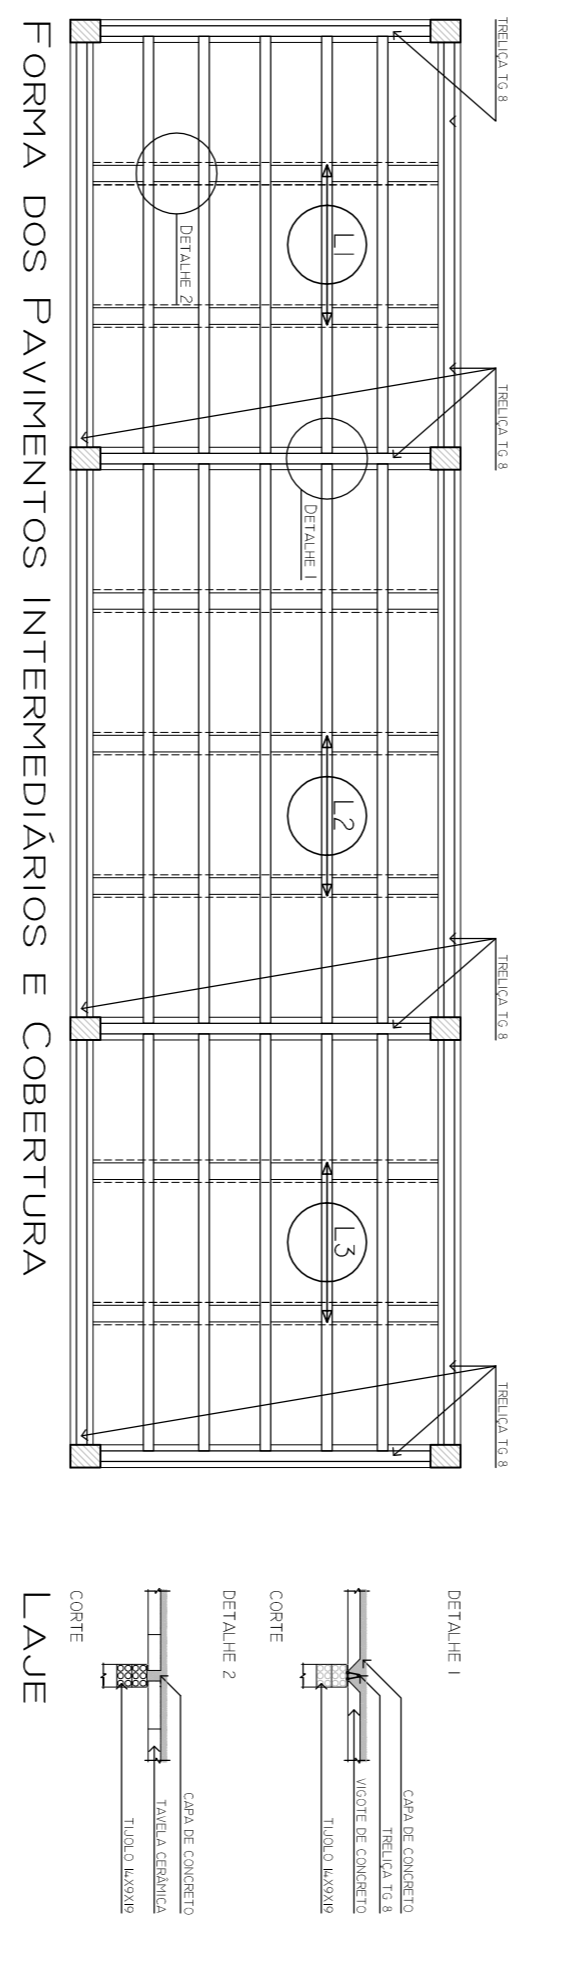 TRELIÇA TG 8
TRELIÇA TG 8
TRELIÇA TG 8
TRELIÇA TG 8
L1
L2
L3
DETALHE 2
DETALHE 1
FORMA DOS PAVIMENTOS INTERMEDIÁRIOS E COBERTURA
DETALHE 1
CAPA DE CONCRETO
TRELIÇA TG 8
VIGOTE DE CONCRETO
TIJOLO 14X9X19
CORTE
DETALHE 2
CAPA DE CONCRETO
TAVELA CERÂMICA
TIJOLO 14X9X19
CORTE
LAJE